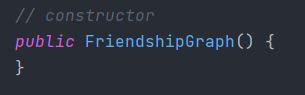 // constructor
public FriendshipGraph() {
}